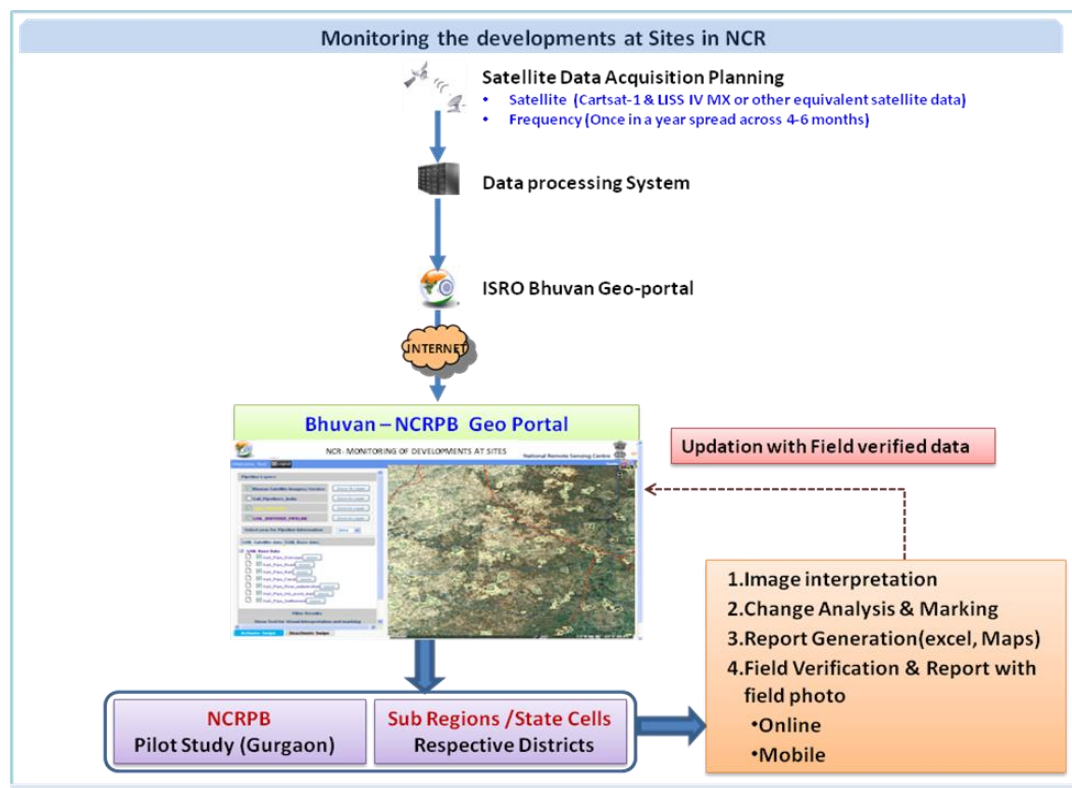 Monitoring the developments at Sites in NCR
Satellite Data Acquisition Planning
• Satellite (Cartsat-1 & LISS IV MX or other equivalent satellite data)
• Frequency (Once in a year spread across 4-6 months)
Data processing System
ISRO Bhuvan Geo-portal
INTERNET
Bhuvan – NCRPB Geo Portal
NCR- MONITORING OF DEVELOPMENTS AT SITES
National Remote Sensing Centre
Pipeline Layers
Updation with Field verified data
1.Image interpretation
2.Change Analysis & Marking
3.Report Generation(excel, Maps)
4.Field Verification & Report with
field photo
•Online
•Mobile
NCRPB
Pilot Study (Gurgaon)
Sub Regions /State Cells
Respective Districts